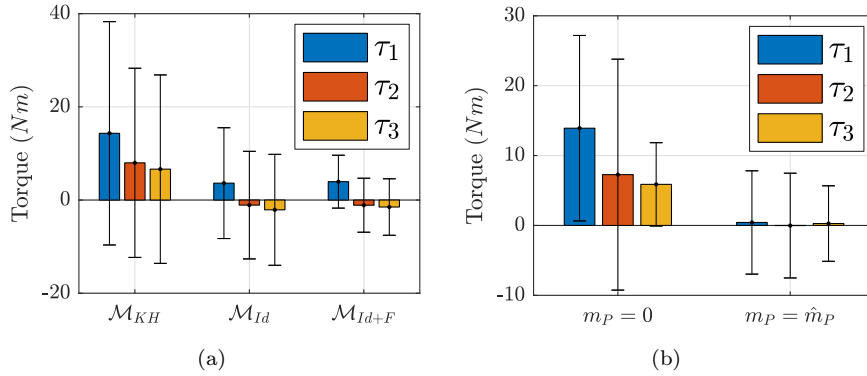 40
20
0
-20
Torque (Nm)
τ₁
τ₂
τ₃
M_KH
M_Id
M_Id+F
(a)
30
20
10
0
-10
Torque (Nm)
τ₁
τ₂
τ₃
m_P = 0
m_P = m̂_P
(b)